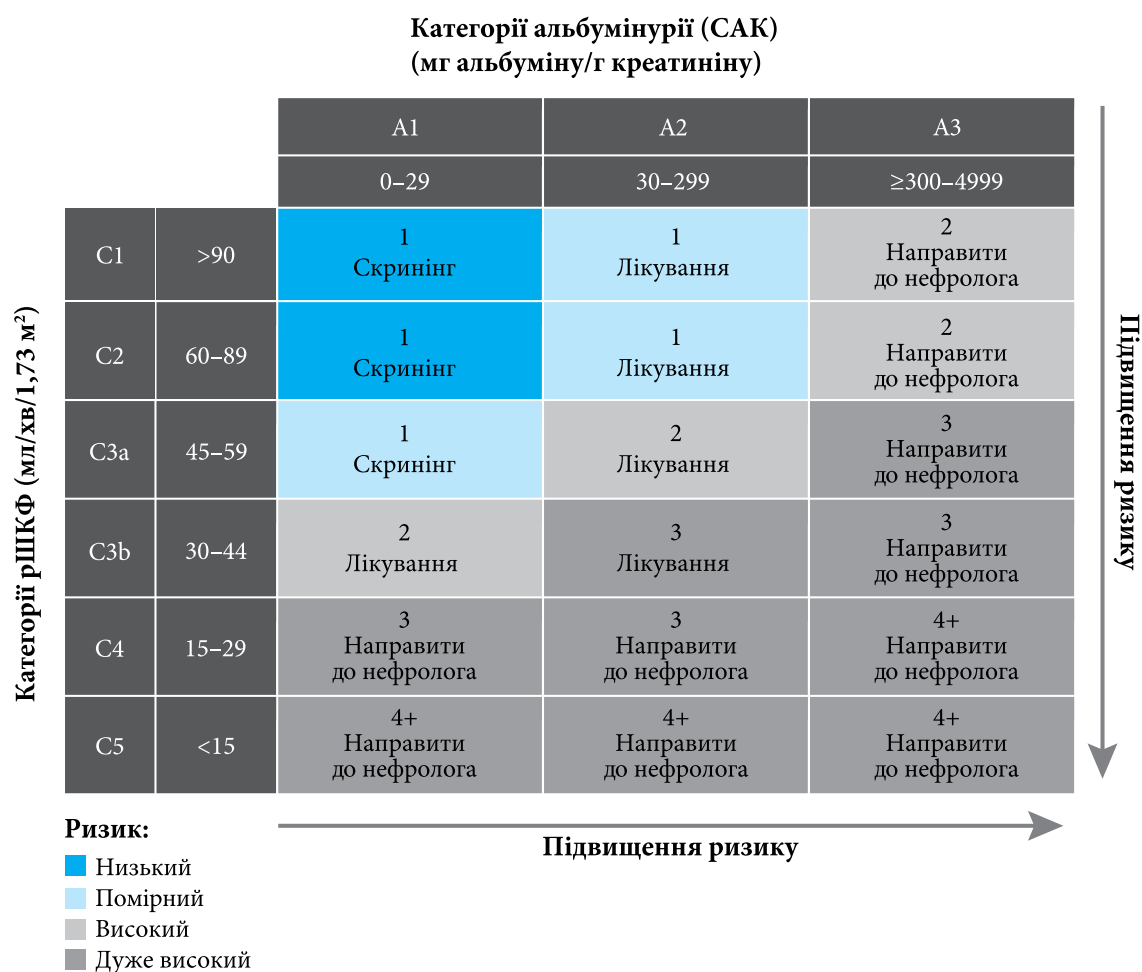 Категорії альбумінурії (САК)
(мг альбуміну/г креатиніну)
А1
А2
А3
0–29
30–299
≥300–4999
Категорії рШКФ (мл/хв/1,73 м²)
С1
>90
1
Скринінг
1
Лікування
2
Направити
до нефролога
С2
60–89
1
Скринінг
1
Лікування
2
Направити
до нефролога
С3а
45–59
1
Скринінг
2
Лікування
3
Направити
до нефролога
С3b
30–44
2
Лікування
3
Лікування
3
Направити
до нефролога
С4
15–29
3
Направити
до нефролога
3
Направити
до нефролога
4+
Направити
до нефролога
С5
<15
4+
Направити
до нефролога
4+
Направити
до нефролога
4+
Направити
до нефролога
Підвищення ризику
Підвищення ризику
Ризик:
Низький
Помірний
Високий
Дуже високий